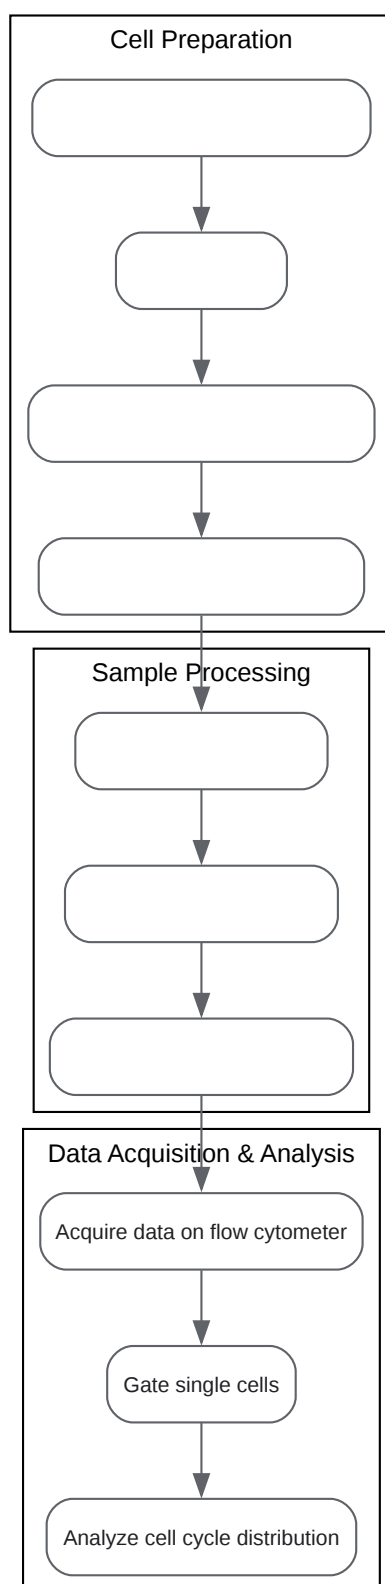 Cell Preparation
Sample Processing
Data Acquisition & Analysis
Acquire data on flow cytometer
Gate single cells
Analyze cell cycle distribution